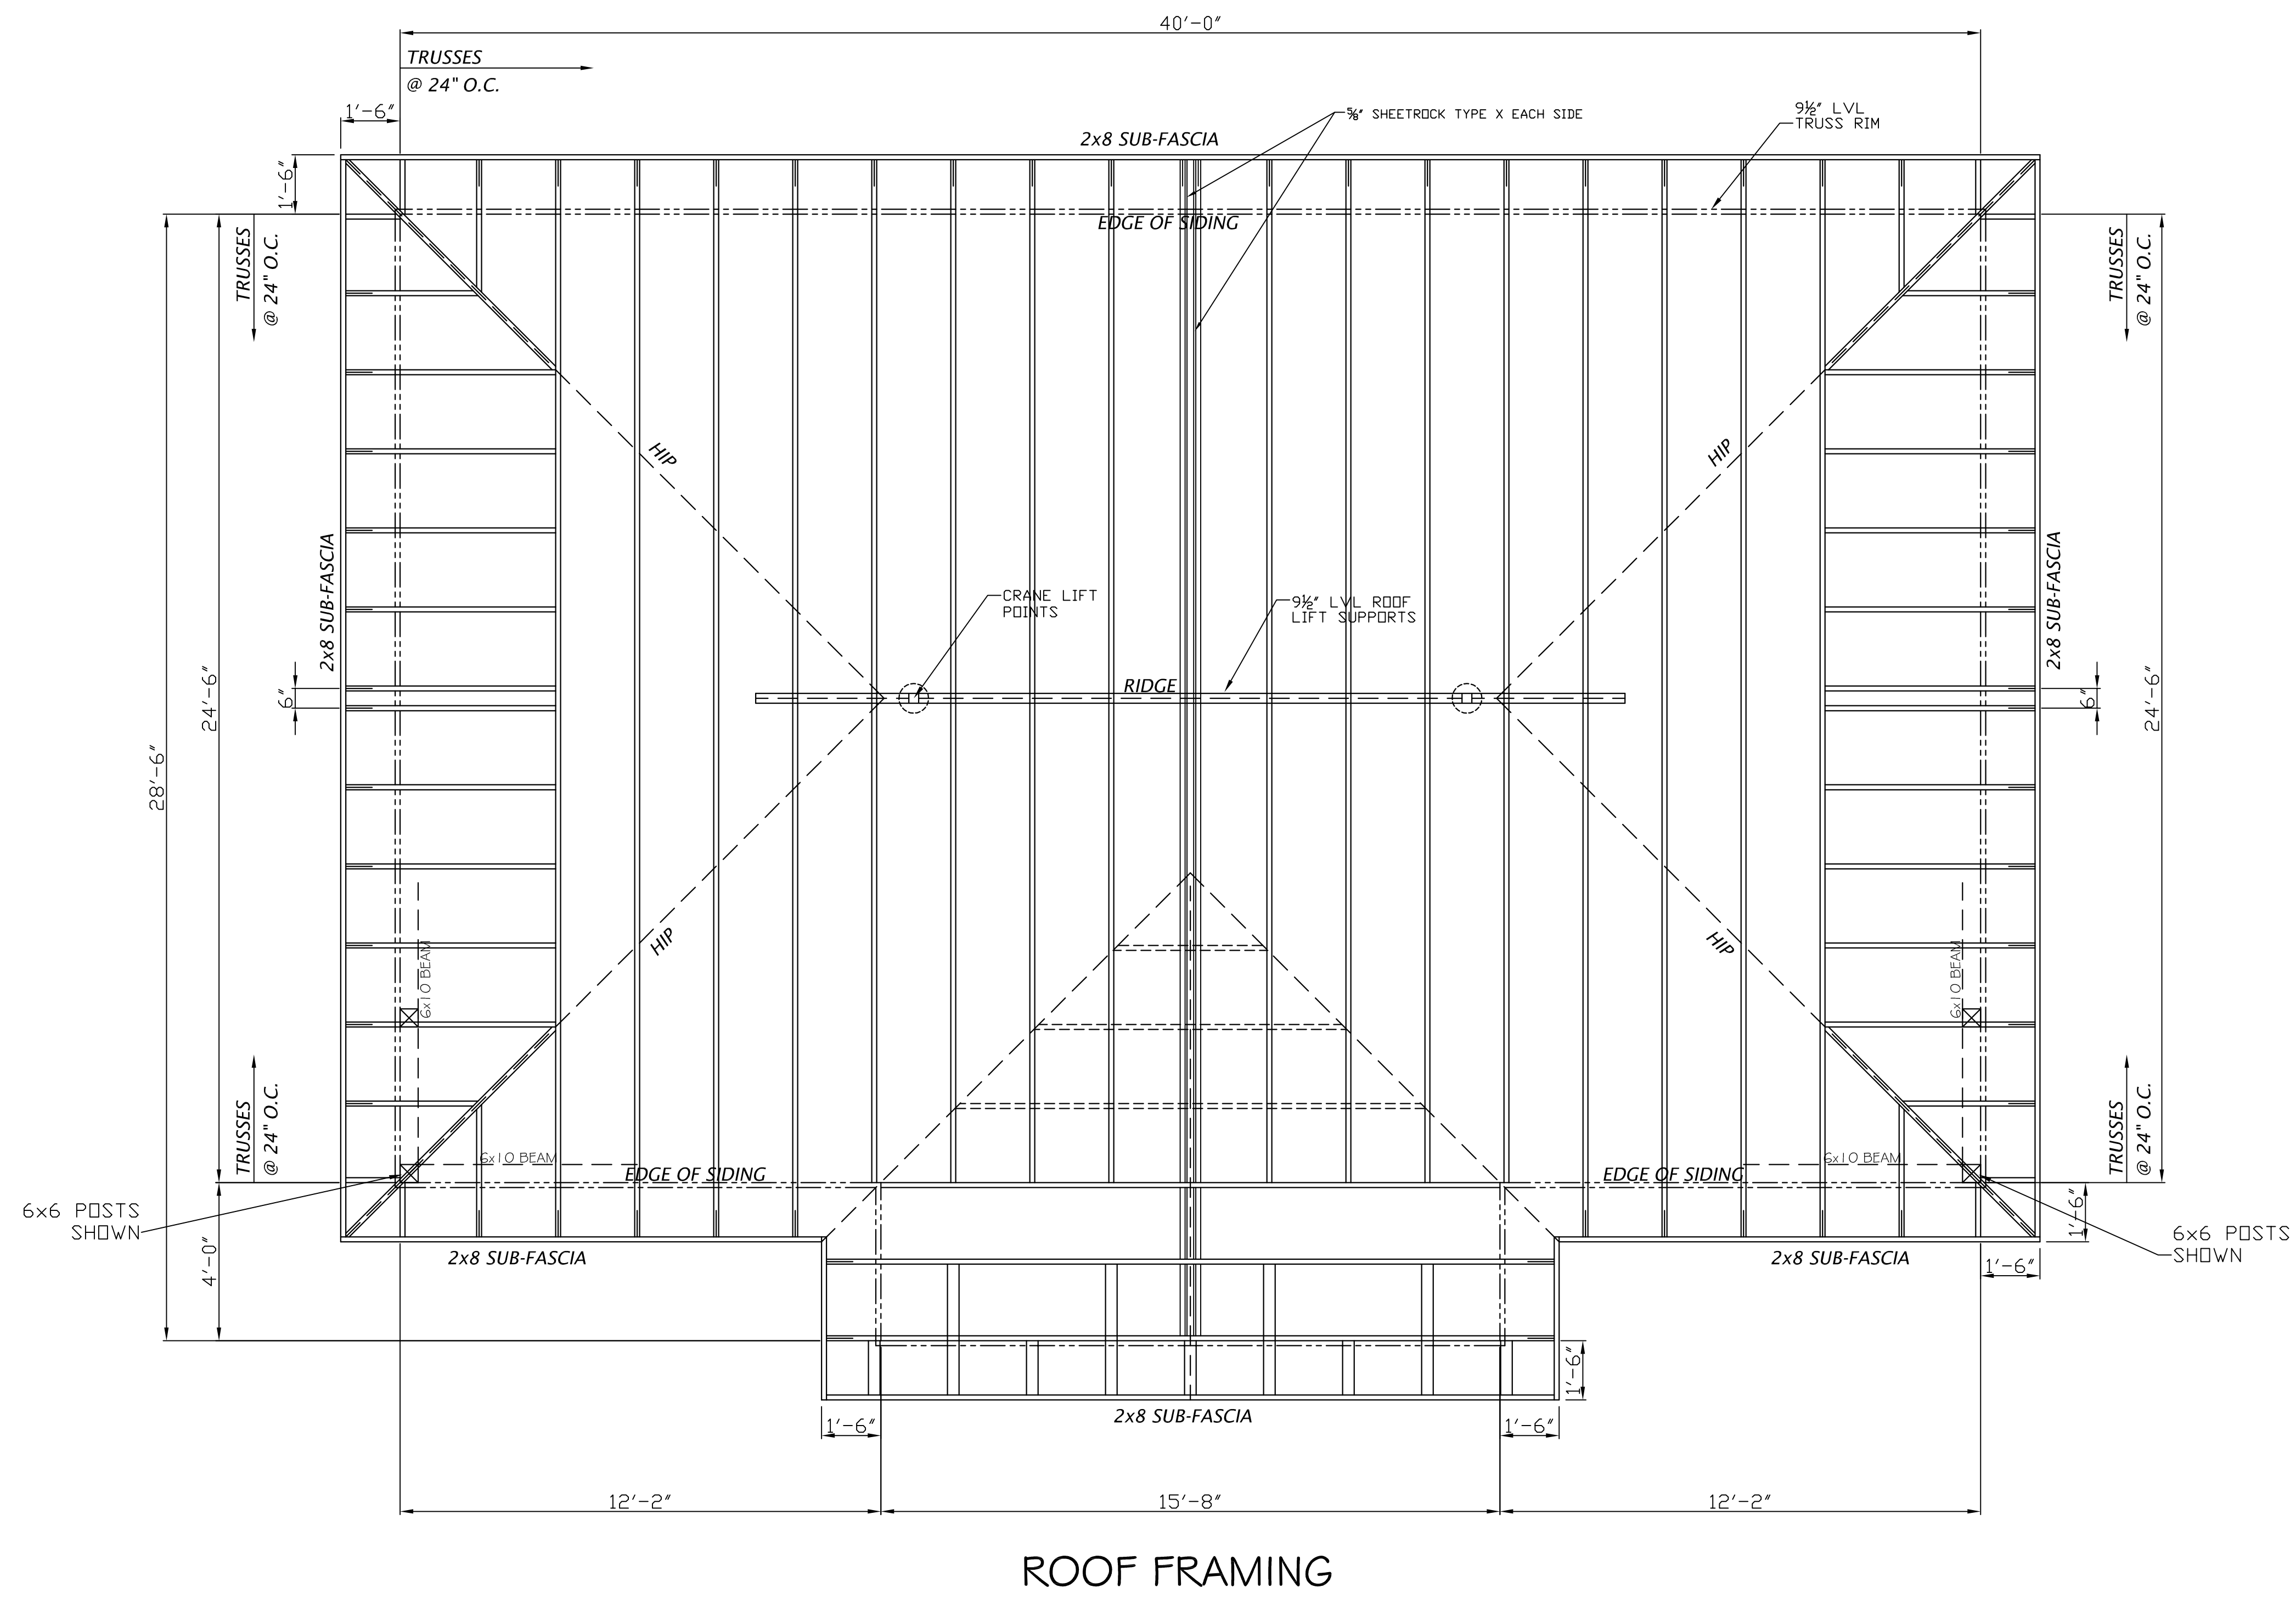 40'-0"
TRUSSES
@ 24" O.C.
1'-6"
5/8" SHEETROCK TYPE X EACH SIDE
9½" LVL
TRUSS RIM
2x8 SUB-FASCIA
1'-6"
EDGE OF SIDING
TRUSSES
@ 24" O.C.
TRUSSES
@ 24" O.C.
HIP
HIP
2x8 SUB-FASCIA
2x8 SUB-FASCIA
CRANE LIFT
POINTS
9½" LVL ROOF
LIFT SUPPORTS
RIDGE
6"
6"
24'-6"
24'-6"
28'-6"
HIP
HIP
6x10 BEAM
6x10 BEAM
TRUSSES
@ 24" O.C.
TRUSSES
@ 24" O.C.
6x10 BEAM
6x10 BEAM
EDGE OF SIDING
EDGE OF SIDING
6x6 POSTS
SHOWN
1'-6"
6x6 POSTS
SHOWN
4'-0"
2x8 SUB-FASCIA
2x8 SUB-FASCIA
1'-6"
1'-6"
2x8 SUB-FASCIA
1'-6"
1'-6"
12'-2"
15'-8"
12'-2"
ROOF FRAMING